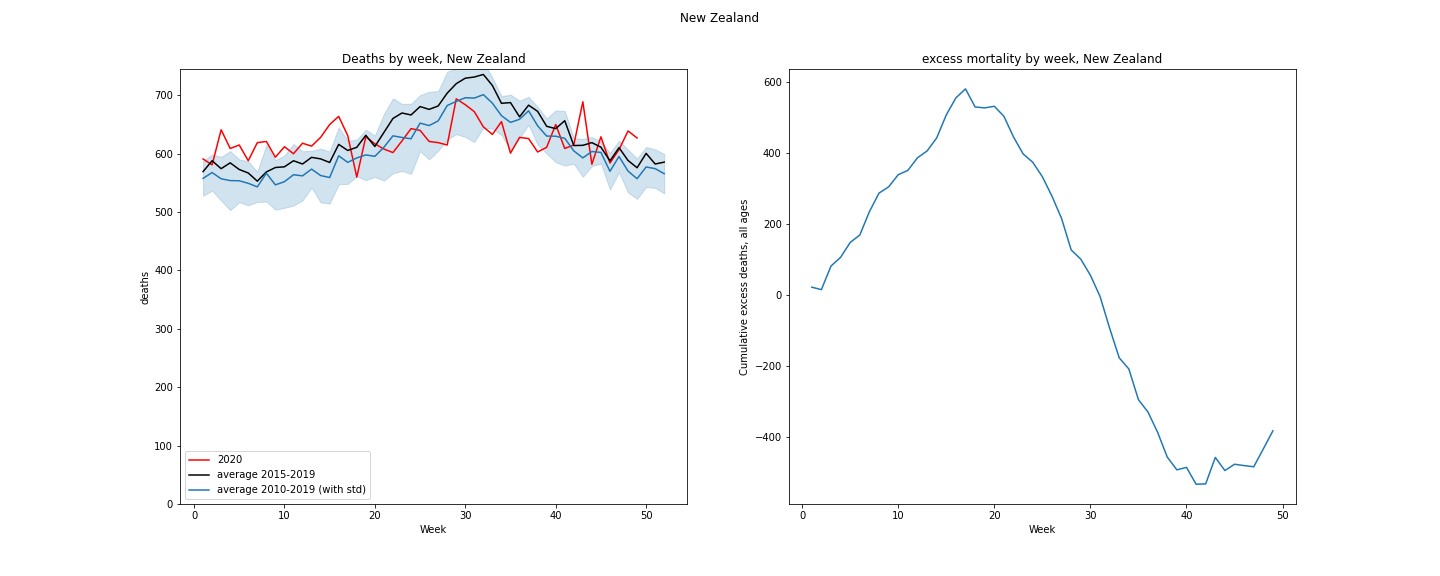 New Zealand
Deaths by week, New Zealand
deaths
700
600
500
400
300
200
100
0
2020
average 2015-2019
average 2010-2019 (with std)
0 10 20 30 40 50
Week
excess mortality by week, New Zealand
Cumulative excess deaths, all ages
600
400
200
0
−200
−400
0 10 20 30 40 50
Week